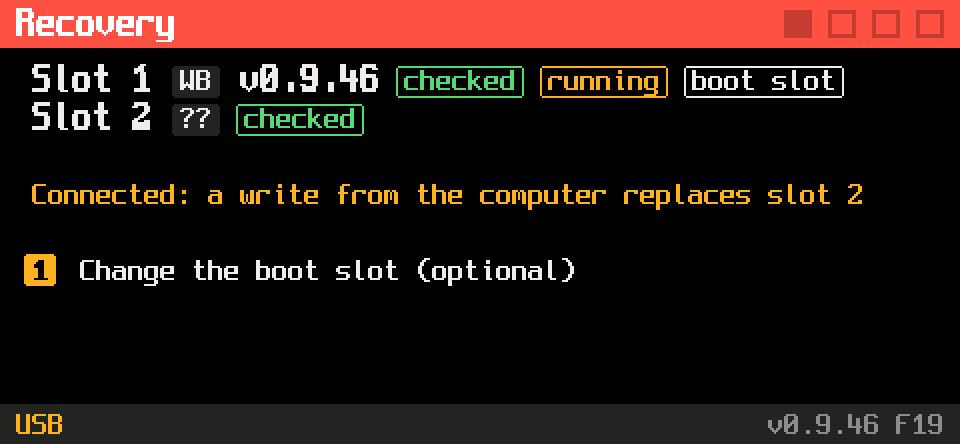 Recovery
Slot 1 WB v0.9.46 checked running boot slot
Slot 2 ?? checked
Connected: a write from the computer replaces slot 2
1 Change the boot slot (optional)
USB v0.9.46 F19